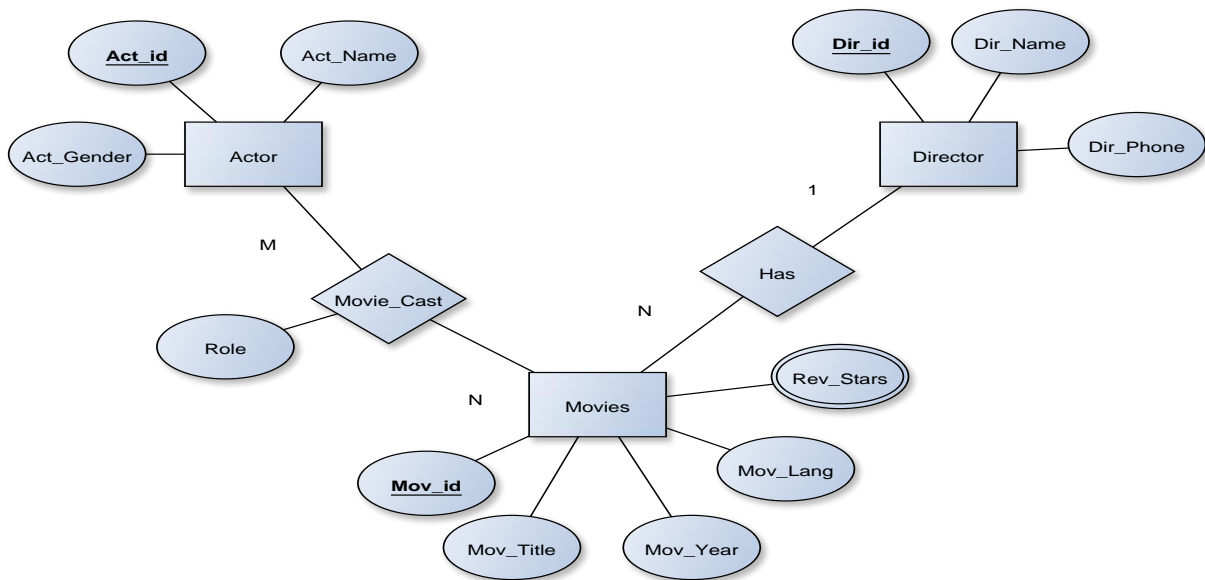 Act_id
Act_Name
Dir_id
Dir_Name
Act_Gender
Actor
Director
Dir_Phone
1
M
Has
Movie_Cast
N
Role
Rev_Stars
N
Movies
Mov_Lang
Mov_id
Mov_Title
Mov_Year